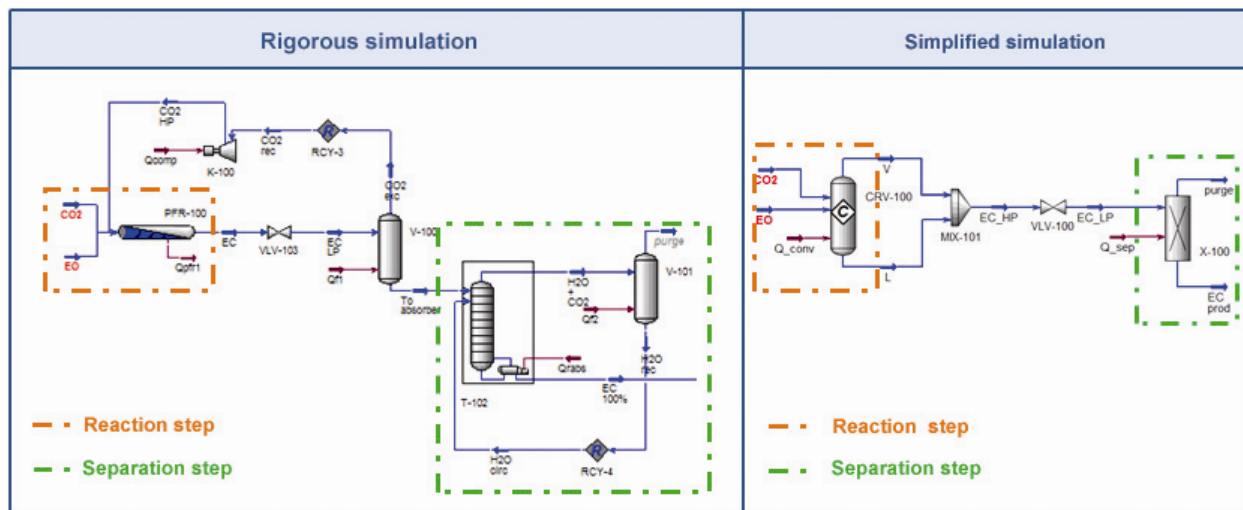 Rigorous simulation
CO2
HP
CO2
rec
RCY-3
Qcomp
K-100
CO2
exc
CO2
PFR-100
EO
Qpfr1
EC
VLV-103
EC
LP
V-100
Qf1
To
absorber
purge
V-101
H2O
+
CO2
Qf2
H2O
rec
Qrabs
EC
100%
T-102
H2O
circ
RCY-4
Reaction step
Separation step
Simplified simulation
V
CO2
CRV-100
EO
C
Q_conv
L
MIX-101
EC_HP
VLV-100
EC_LP
purge
Q_sep
X-100
EC
prod
Reaction step
Separation step